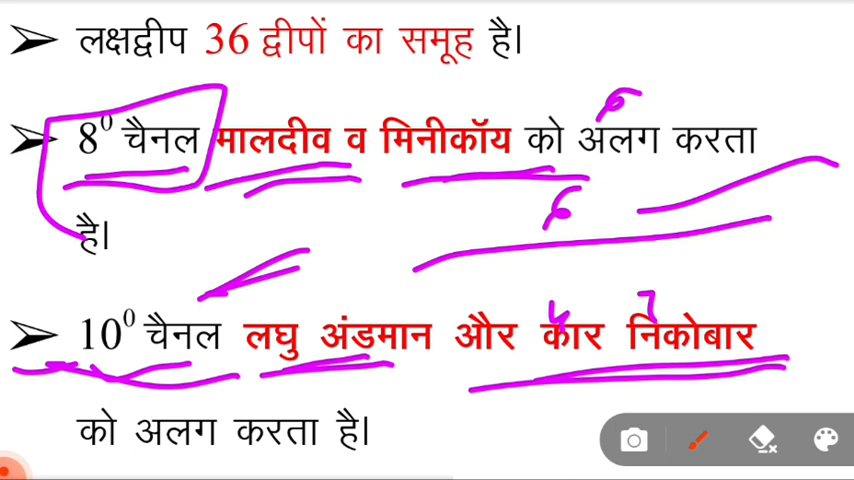 ➢ लक्षद्वीप 36 द्वीपों का समूह है।
➢ 8⁰ चैनल मालदीव व मिनीकॉय को अलग करता
है।
➢ 10⁰ चैनल लघु अंडमान और कार निकोबार
को अलग करता है।